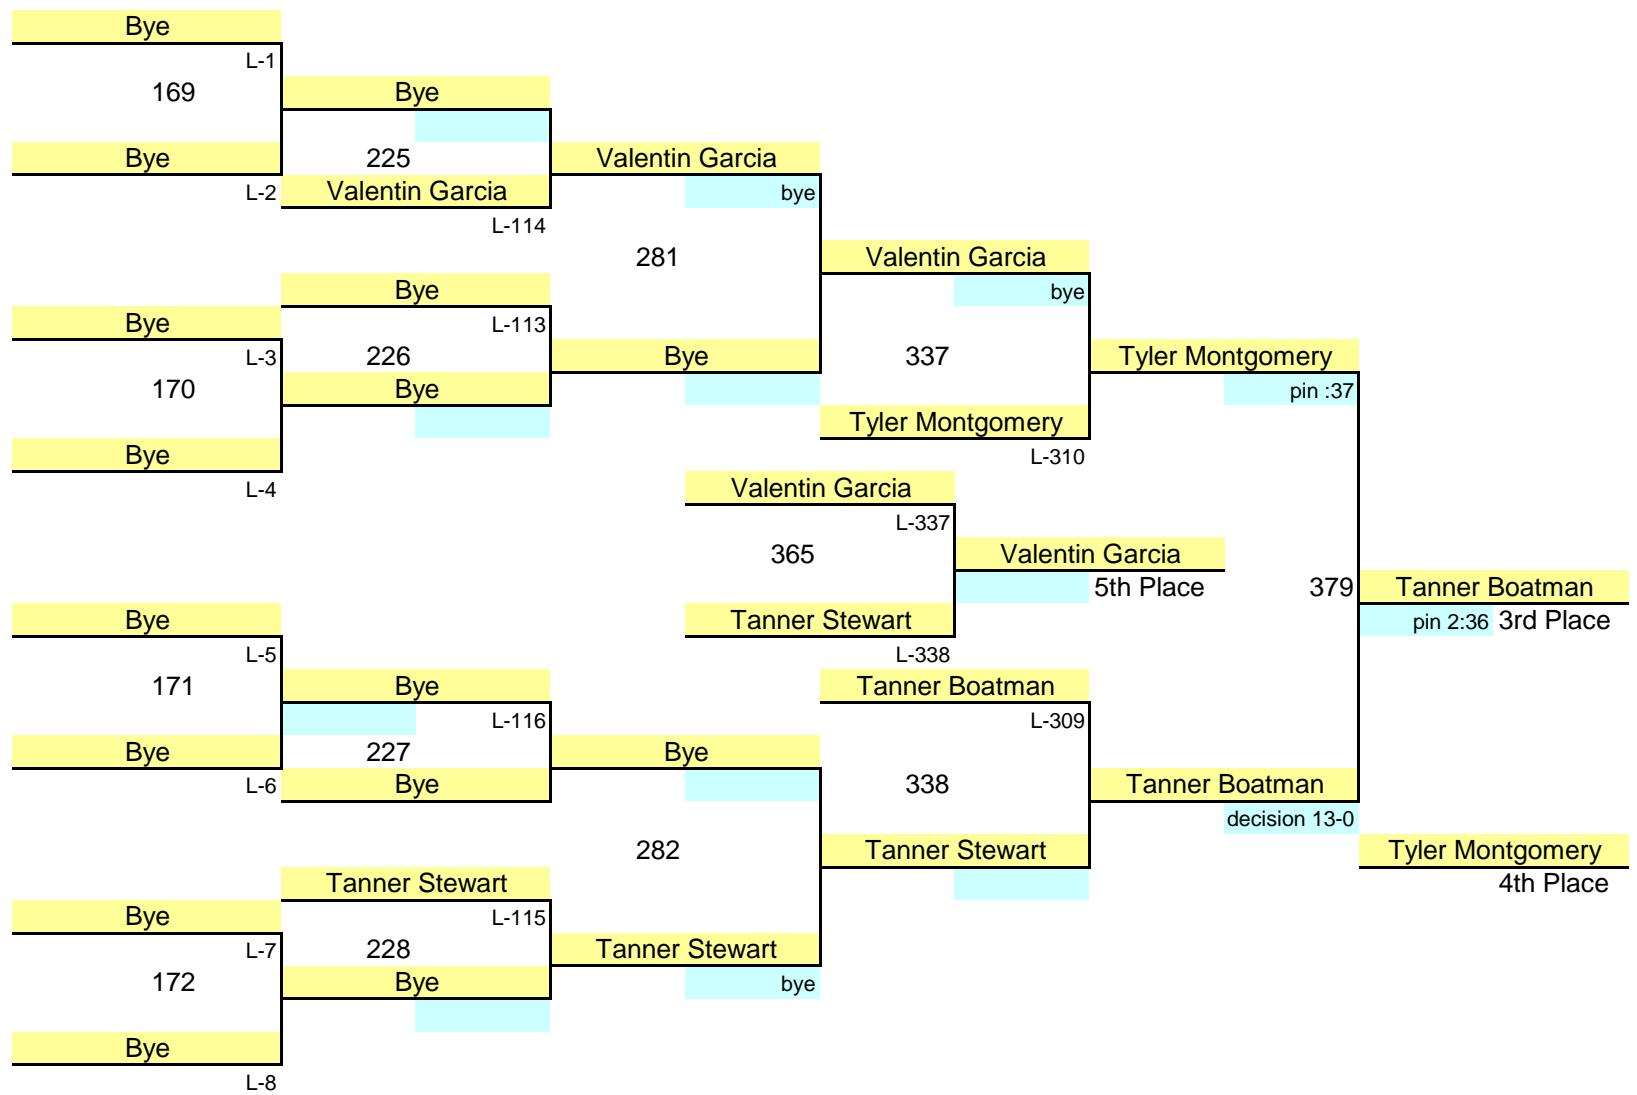 Bye
L-1
169
Bye
Bye
225
Valentin Garcia
L-2
Valentin Garcia
bye
L-114
281
Valentin Garcia
Bye
bye
Bye
L-113
L-3
226
Bye
337
Tyler Montgomery
170
Bye
pin :37
Tyler Montgomery
Bye
L-310
L-4
Valentin Garcia
L-337
365
Valentin Garcia
5th Place
379
Tanner Boatman
Bye
Tanner Stewart
pin 2:36
3rd Place
L-5
L-338
171
Bye
Tanner Boatman
L-116
L-309
Bye
227
Bye
L-6
Bye
338
Tanner Boatman
decision 13-0
282
Tanner Stewart
Tyler Montgomery
Tanner Stewart
4th Place
Bye
L-115
L-7
228
Tanner Stewart
172
Bye
bye
Bye
L-8